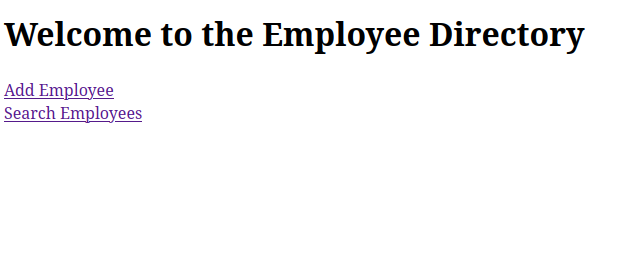 Welcome to the Employee Directory
Add Employee
Search Employees